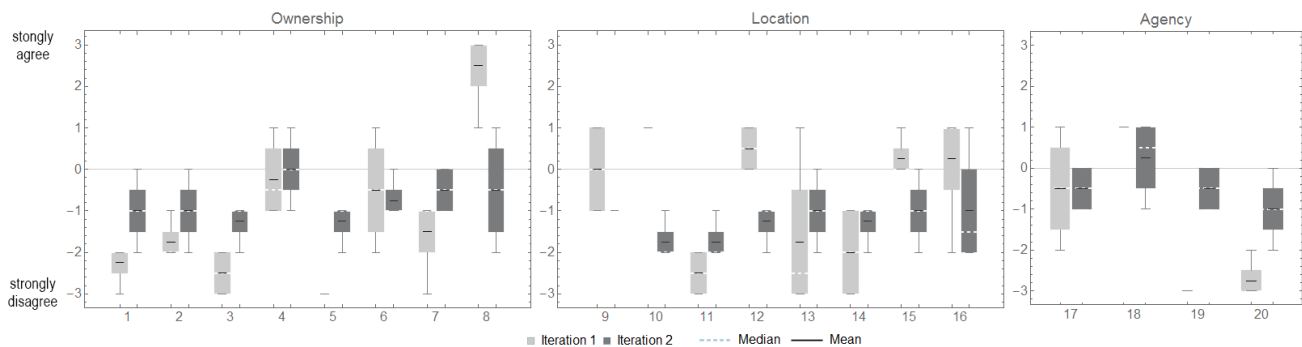 Ownership Location Agency
stongly
agree
3 3 3
2 2 2
1 1 1
0 0 0
−1 −1 −1
−2 −2 −2
strongly
disagree
−3 −3 −3
1 2 3 4 5 6 7 8 9 10 11 12 13 14 15 16 17 18 19 20
Iteration 1 Iteration 2 Median Mean